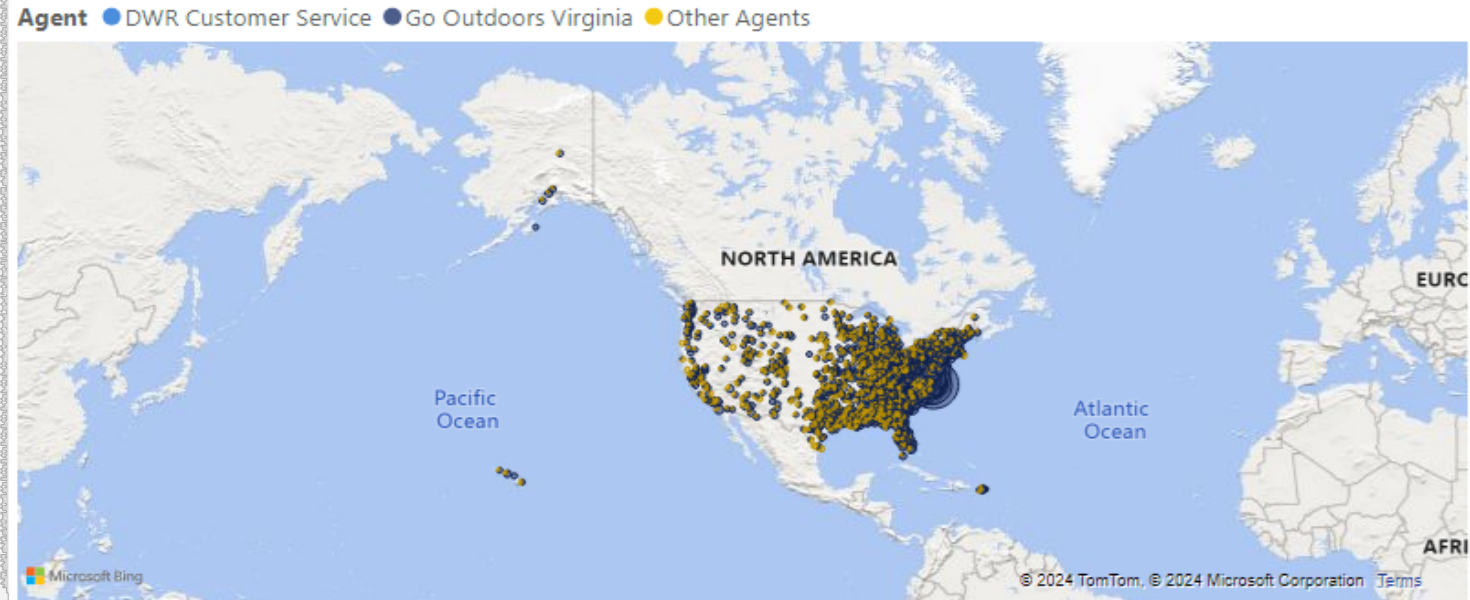 Agent DWR Customer Service Go Outdoors Virginia Other Agents
NORTH AMERICA
EURO
Pacific
Ocean
Atlantic
Ocean
AFRI
Microsoft Bing
© 2024 TomTom, © 2024 Microsoft Corporation Terms